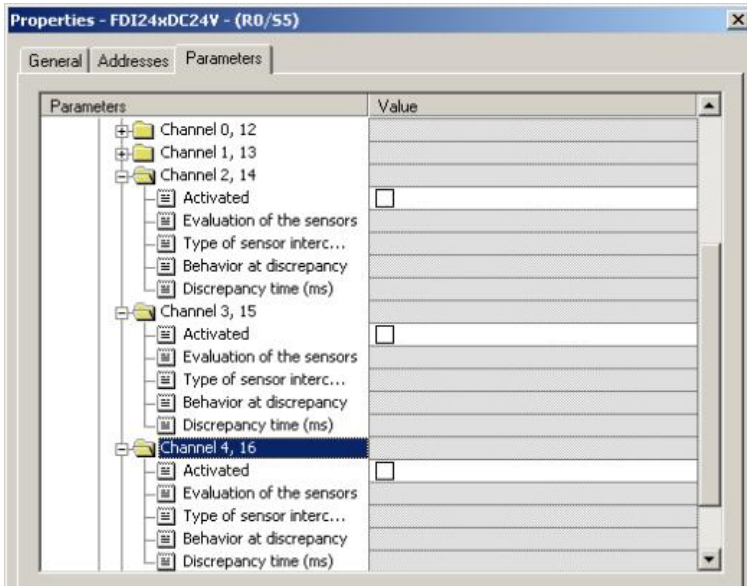 Properties - FDI24xDC24V - (R0/S5)
General Addresses Parameters
Parameters Value
Channel 0, 12
Channel 1, 13
Channel 2, 14
Activated
Evaluation of the sensors
Type of sensor interc...
Behavior at discrepancy
Discrepancy time (ms)
Channel 3, 15
Activated
Evaluation of the sensors
Type of sensor interc...
Behavior at discrepancy
Discrepancy time (ms)
Channel 4, 16
Activated
Evaluation of the sensors
Type of sensor interc...
Behavior at discrepancy
Discrepancy time (ms)